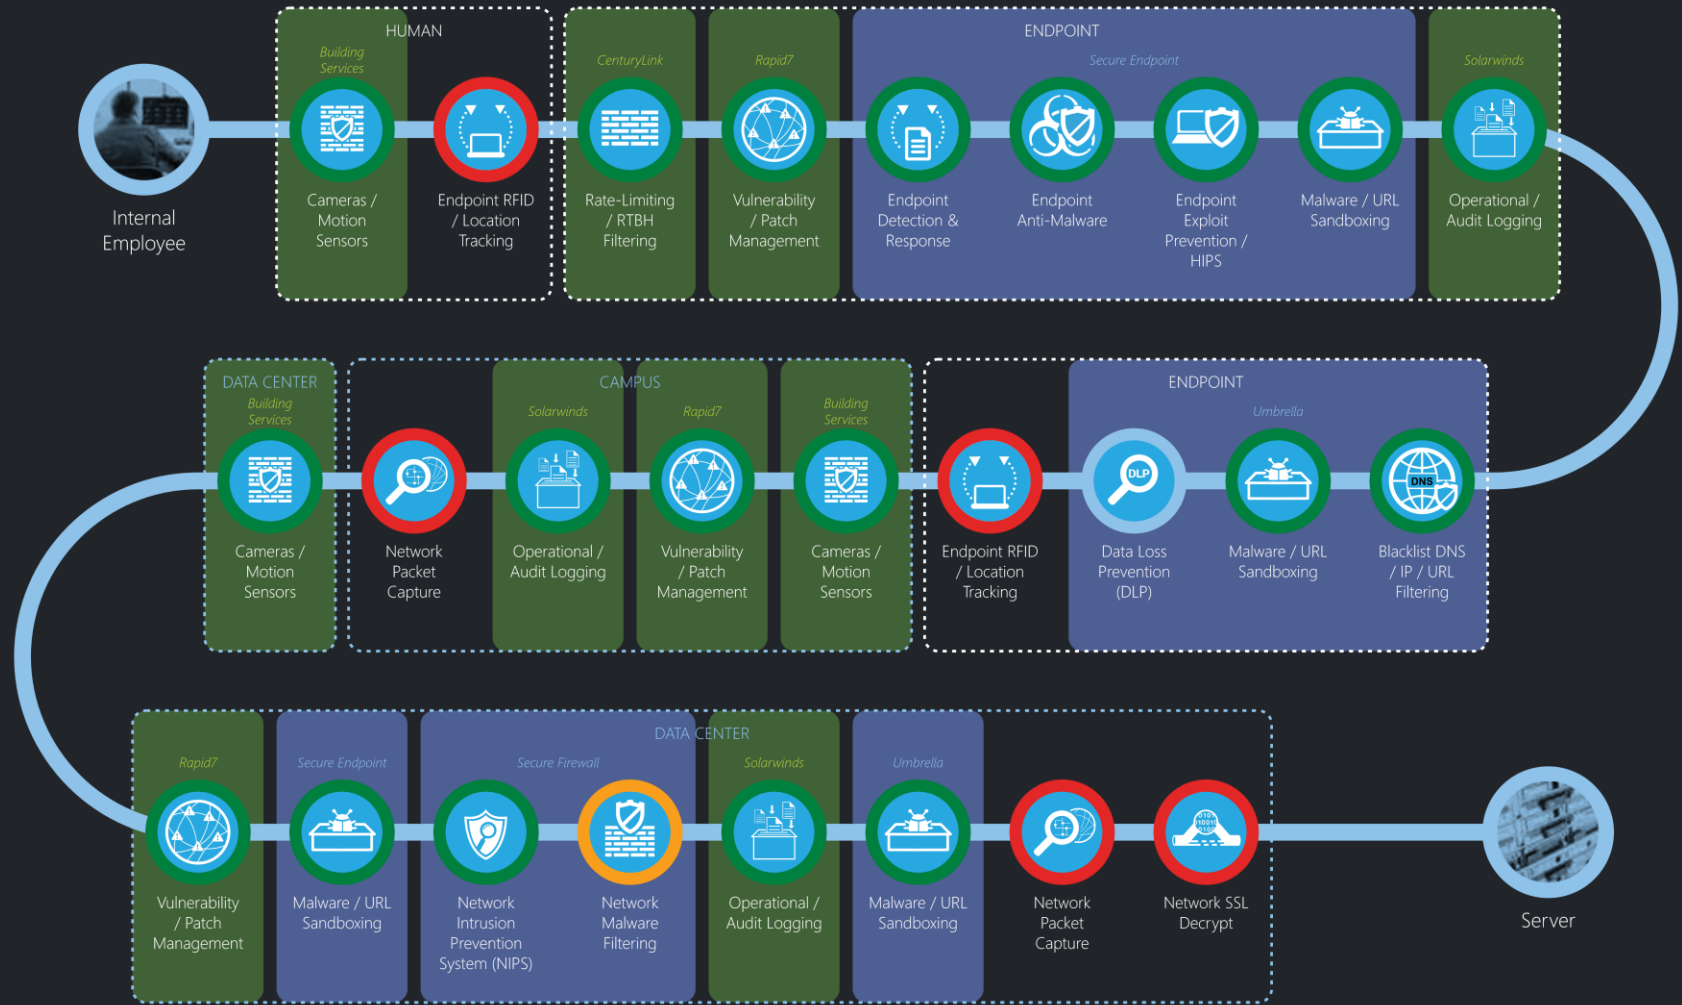 HUMAN
ENDPOINT
Building
Services
CenturyLink
Rapid7
Secure Endpoint
Solarwinds
Internal
Employee
Cameras /
Motion
Sensors
Endpoint RFID
/ Location
Tracking
Rate-Limiting
/ RTBH
Filtering
Vulnerability
/ Patch
Management
Endpoint
Detection &
Response
Endpoint
Anti-Malware
Endpoint
Exploit
Prevention /
HIPS
Malware / URL
Sandboxing
Operational /
Audit Logging
DATA CENTER
CAMPUS
ENDPOINT
Building
Services
Solarwinds
Rapid7
Building
Services
Umbrella
DLP
DNS
Cameras /
Motion
Sensors
Network
Packet
Capture
Operational /
Audit Logging
Vulnerability
/ Patch
Management
Cameras /
Motion
Sensors
Endpoint RFID
/ Location
Tracking
Data Loss
Prevention
(DLP)
Malware / URL
Sandboxing
Blacklist DNS
/ IP / URL
Filtering
DATA CENTER
Rapid7
Secure Endpoint
Secure Firewall
Solarwinds
Umbrella
Vulnerability
/ Patch
Management
Malware / URL
Sandboxing
Network
Intrusion
Prevention
System (NIPS)
Network
Malware
Filtering
Operational /
Audit Logging
Malware / URL
Sandboxing
Network
Packet
Capture
Network SSL
Decrypt
Server